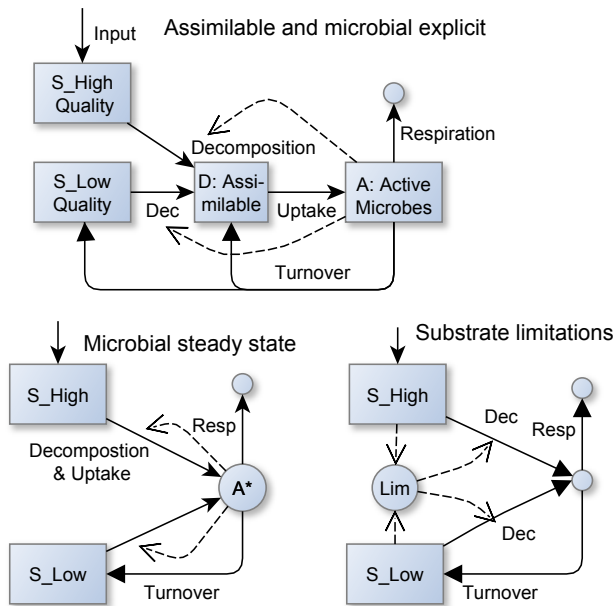 Input
Assimilable and microbial explicit
S_High
Quality
Respiration
Decomposition
S_Low
Quality
D: Assi-
milable
A: Active
Microbes
Dec
Uptake
Turnover
Microbial steady state
S_High
Resp
Decompostion
& Uptake
A*
S_Low
Turnover
Substrate limitations
S_High
Dec
Resp
Lim
Dec
S_Low
Turnover